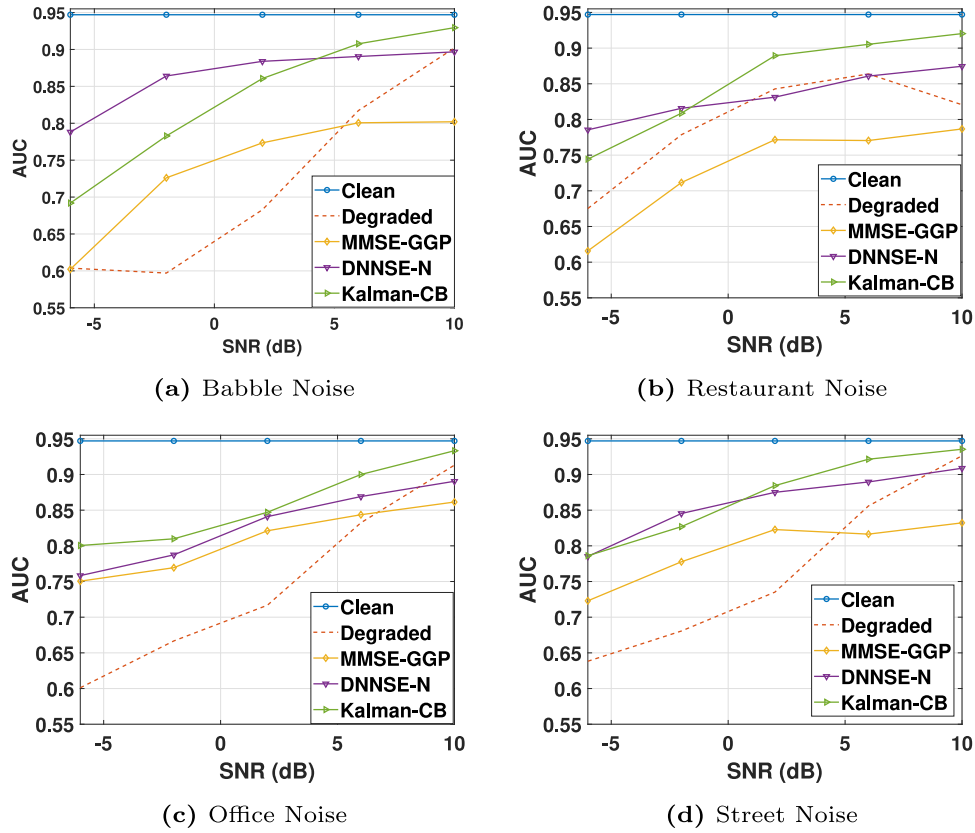 0.95
0.9
0.85
0.8
0.75
0.7
0.65
0.6
0.55
AUC
Clean
Degraded
MMSE-GGP
DNNSE-N
Kalman-CB
-5 0 5 10
SNR (dB)
(a) Babble Noise
0.95
0.9
0.85
0.8
0.75
0.7
0.65
0.6
0.55
AUC
Clean
Degraded
MMSE-GGP
DNNSE-N
Kalman-CB
-5 0 5 10
SNR (dB)
(b) Restaurant Noise
0.95
0.9
0.85
0.8
0.75
0.7
0.65
0.6
0.55
AUC
Clean
Degraded
MMSE-GGP
DNNSE-N
Kalman-CB
-5 0 5 10
SNR (dB)
(c) Office Noise
0.95
0.9
0.85
0.8
0.75
0.7
0.65
0.6
0.55
AUC
Clean
Degraded
MMSE-GGP
DNNSE-N
Kalman-CB
-5 0 5 10
SNR (dB)
(d) Street Noise